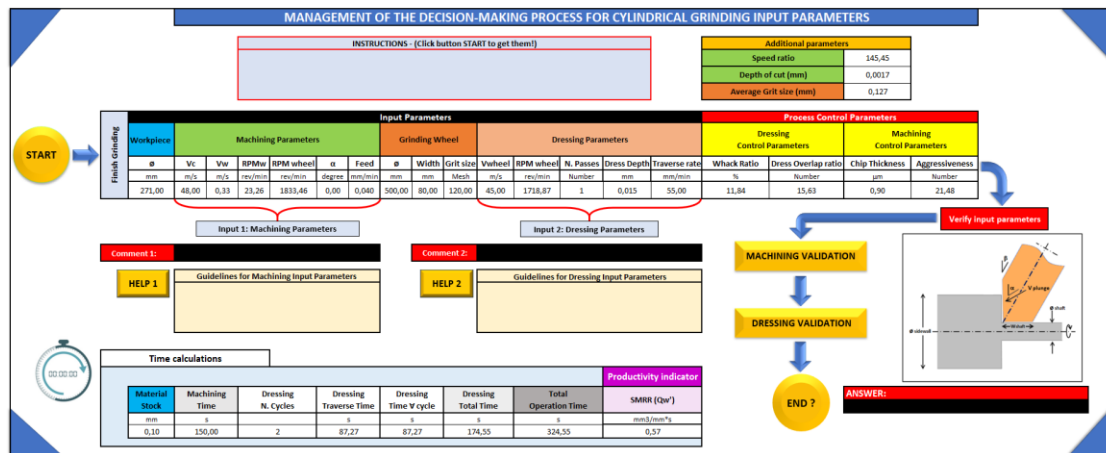 MANAGEMENT OF THE DECISION-MAKING PROCESS FOR CYLINDRICAL GRINDING INPUT PARAMETERS
INSTRUCTIONS - (Click button START to get them!)
Additional parameters
Speed ratio 145,45
Depth of cut (mm) 0,0017
Average Grit size (mm) 0,127
START
Finish Grinding
Input Parameters Process Control Parameters
Workpiece Machining Parameters Grinding Wheel Dressing Parameters Dressing Control Parameters Machining Control Parameters
ø Vc Vw RPMw RPM wheel α Feed ø Width Grit size Vwheel RPM wheel N. Passes Dress Depth Traverse rate Whack Ratio Dress Overlap ratio Chip Thickness Aggressiveness
mm m/s m/s rev/min rev/min degree mm/min mm mm Mesh m/s rev/min Number mm mm/min % Number µm Number
271,00 48,00 0,33 23,26 1833,46 0,00 0,040 500,00 80,00 120,00 45,00 1718,87 1 0,015 55,00 11,84 15,63 0,90 21,48
Input 1: Machining Parameters
Input 2: Dressing Parameters
Verify input parameters
Comment 1:
Comment 2:
HELP 1
Guidelines for Machining Input Parameters
HELP 2
Guidelines for Dressing Input Parameters
MACHINING VALIDATION
DRESSING VALIDATION
END ?
β
α
V plunge
Ø shaft
Ø sidewall
W shaft
ANSWER:
00:00:00
Time calculations
Productivity indicator
Material Stock Machining Time Dressing N. Cycles Dressing Traverse Time Dressing Time ∀ cycle Dressing Total Time Total Operation Time SMRR (Qw')
mm s s s s s mm3/mm*s
0,10 150,00 2 87,27 87,27 174,55 324,55 0,57